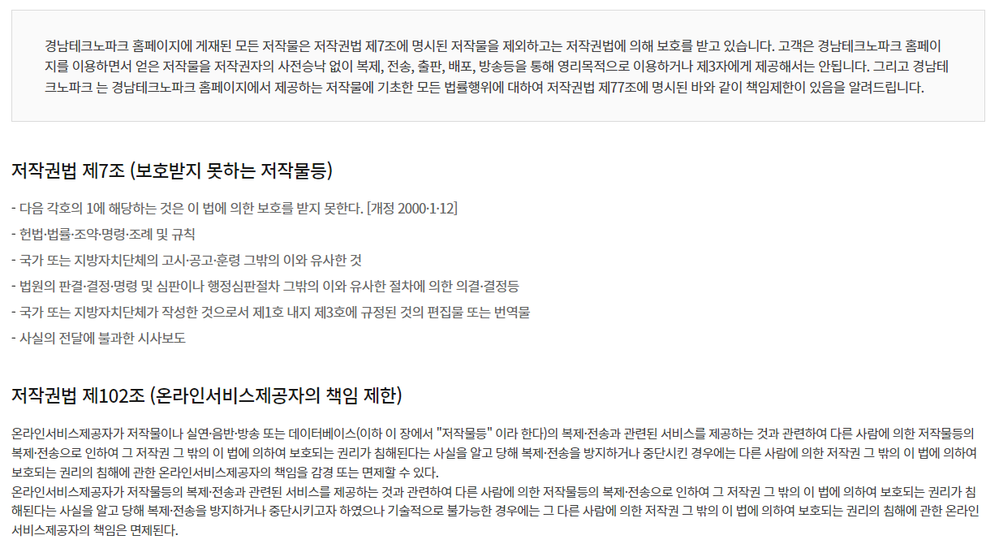 경남테크노파크 홈페이지에 게재된 모든 저작물은 저작권법 제7조에 명시된 저작물을 제외하고는 저작권법에 의해 보호를 받고 있습니다. 고객은 경남테크노파크 홈페이
지를 이용하면서 얻은 저작물을 저작권자의 사전승낙 없이 복제, 전송, 출판, 배포, 방송등을 통해 영리목적으로 이용하거나 제3자에게 제공해서는 안됩니다. 그리고 경남테
크노파크 는 경남테크노파크 홈페이지에서 제공하는 저작물에 기초한 모든 법률행위에 대하여 저작권법 제77조에 명시된 바와 같이 책임제한이 있음을 알려드립니다.
저작권법 제7조 (보호받지 못하는 저작물등)
- 다음 각호의 1에 해당하는 것은 이 법에 의한 보호를 받지 못한다. [개정 2000·1·12]
- 헌법·법률·조약·명령·조례 및 규칙
- 국가 또는 지방자치단체의 고시·공고·훈령 그밖의 이와 유사한 것
- 법원의 판결·결정·명령 및 심판이나 행정심판절차 그밖의 이와 유사한 절차에 의한 의결·결정등
- 국가 또는 지방자치단체가 작성한 것으로서 제1호 내지 제3호에 규정된 것의 편집물 또는 번역물
- 사실의 전달에 불과한 시사보도
저작권법 제102조 (온라인서비스제공자의 책임 제한)
온라인서비스제공자가 저작물이나 실연·음반·방송 또는 데이터베이스(이하 이 장에서 "저작물등" 이라 한다)의 복제·전송과 관련된 서비스를 제공하는 것과 관련하여 다른 사람에 의한 저작물등의
복제·전송으로 인하여 그 저작권 그 밖의 이 법에 의하여 보호되는 권리가 침해된다는 사실을 알고 당해 복제·전송을 방지하거나 중단시킨 경우에는 다른 사람에 의한 저작권 그 밖의 이 법에 의하여
보호되는 권리의 침해에 관한 온라인서비스제공자의 책임을 감경 또는 면제할 수 있다.
온라인서비스제공자가 저작물등의 복제·전송과 관련된 서비스를 제공하는 것과 관련하여 다른 사람에 의한 저작물등의 복제·전송으로 인하여 그 저작권 그 밖의 이 법에 의하여 보호되는 권리가 침
해된다는 사실을 알고 당해 복제·전송을 방지하거나 중단시키고자 하였으나 기술적으로 불가능한 경우에는 그 다른 사람에 의한 저작권 그 밖의 이 법에 의하여 보호되는 권리의 침해에 관한 온라인
서비스제공자의 책임은 면제된다.